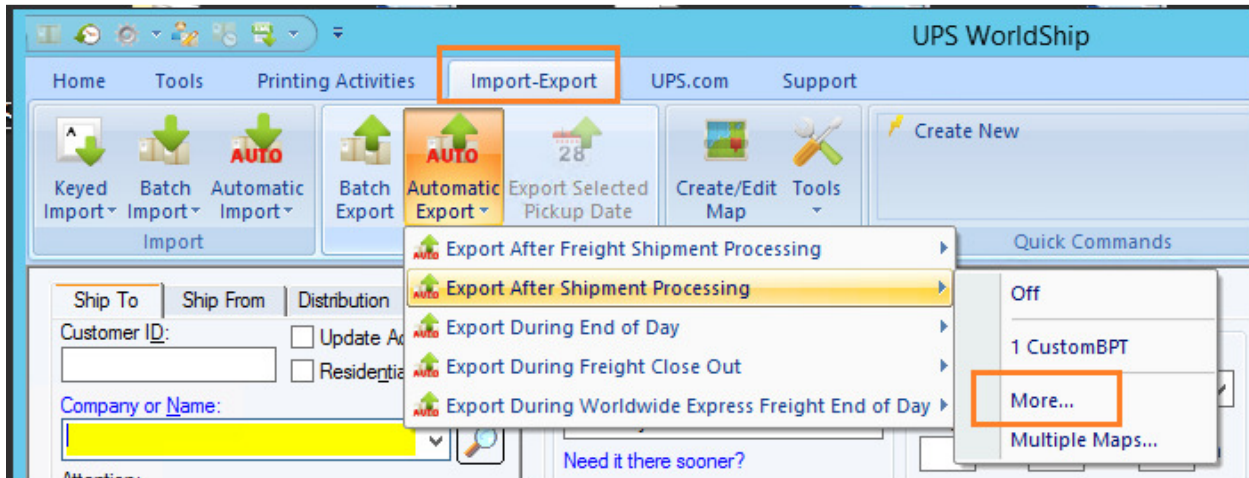 UPS WorldShip
Home Tools Printing Activities Import-Export UPS.com Support
Keyed Import
Batch Import
AUTO
Automatic Import
Import
Batch Export
AUTO
Automatic Export
28
Export Selected Pickup Date
Create/Edit Map
Tools
Create New
Quick Commands
Export After Freight Shipment Processing
Export After Shipment Processing
Export During End of Day
Export During Freight Close Out
Export During Worldwide Express Freight End of Day
Off
1 CustomBPT
More...
Multiple Maps...
Ship To Ship From Distribution
Customer ID:
Update
Company or Name:
Need it there sooner?